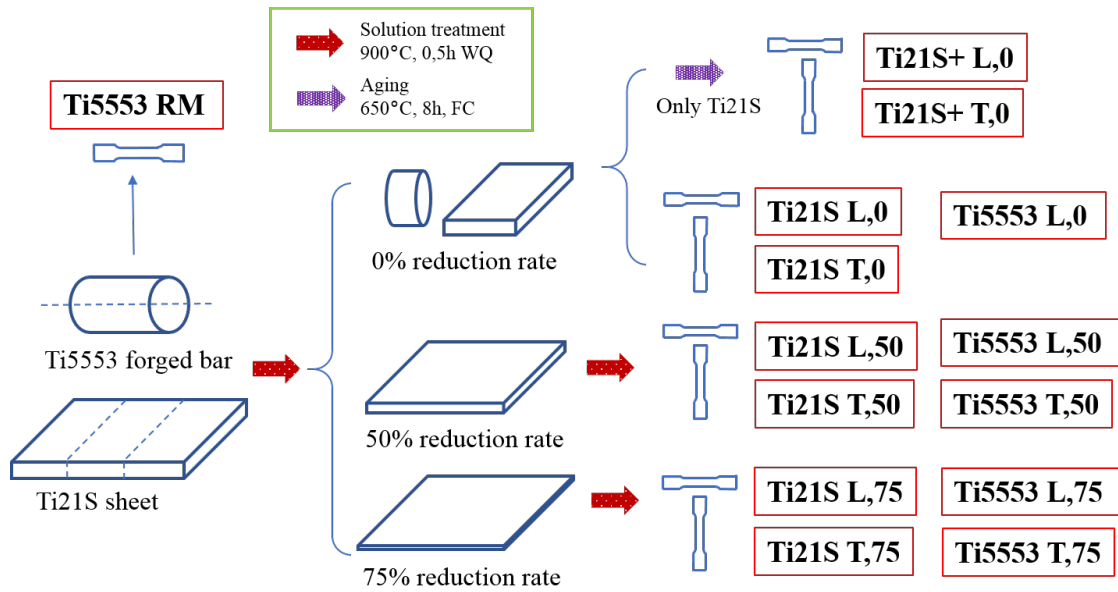 Solution treatment
900°C, 0,5h WQ
Aging
650°C, 8h, FC
Ti5553 RM
Only Ti21S
Ti21S+ L,0
Ti21S+ T,0
0% reduction rate
Ti21S L,0
Ti5553 L,0
Ti21S T,0
Ti5553 forged bar
Ti21S sheet
50% reduction rate
Ti21S L,50
Ti5553 L,50
Ti21S T,50
Ti5553 T,50
75% reduction rate
Ti21S L,75
Ti5553 L,75
Ti21S T,75
Ti5553 T,75